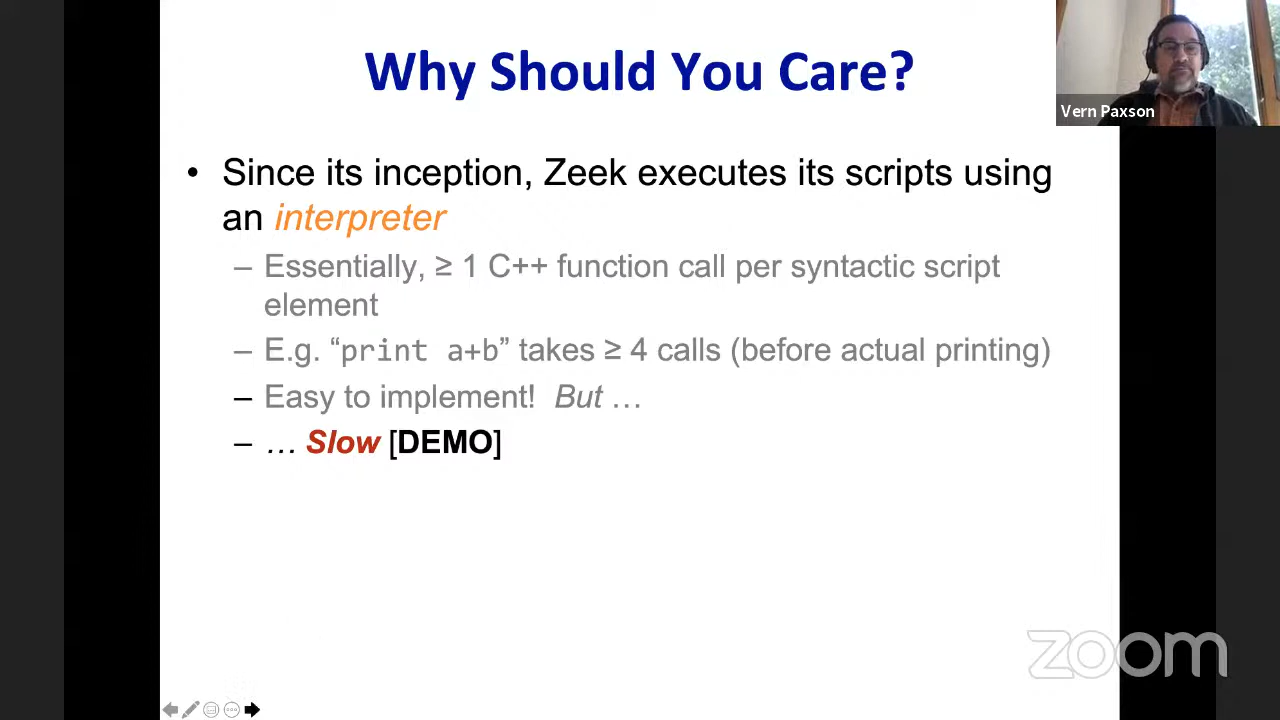 Why Should You Care?
Vern Paxson
• Since its inception, Zeek executes its scripts using
an interpreter
– Essentially, ≥ 1 C++ function call per syntactic script
element
– E.g. “print a+b” takes ≥ 4 calls (before actual printing)
– Easy to implement! But …
– … Slow [DEMO]
zoom